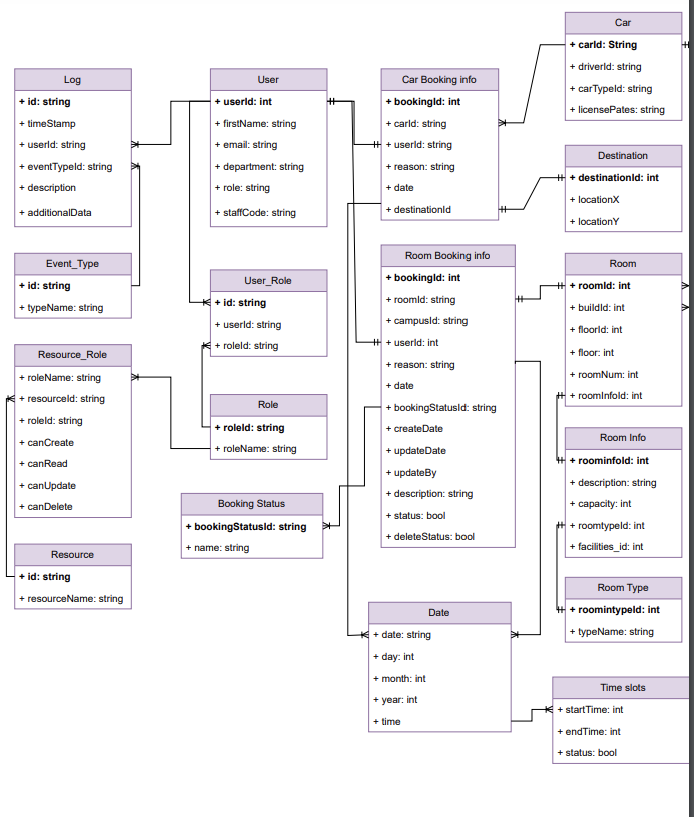 Log
+ id: string
+ timeStamp
+ userId: string
+ eventTypeId: string
+ description
+ additionalData
Event_Type
+ id: string
+ typeName: string
Resource_Role
+ roleName: string
+ resourceId: string
+ roleId: string
+ canCreate
+ canRead
+ canUpdate
+ canDelete
Resource
+ id: string
+ resourceName: string
User
+ userId: int
+ firstName: string
+ email: string
+ department: string
+ role: string
+ staffCode: string
User_Role
+ id: string
+ userId: string
+ roleId: string
Role
+ roleId: string
+ roleName: string
Booking Status
+ bookingStatusId: string
+ name: string
Car Booking info
+ bookingId: int
+ carId: string
+ userId: string
+ reason: string
+ date
+ destinationId
Room Booking info
+ bookingId: int
+ roomId: string
+ campusId: string
+ userId: int
+ reason: string
+ date
+ bookingStatusId: string
+ createDate
+ updateDate
+ updateBy
+ description: string
+ status: bool
+ deleteStatus: bool
Date
+ date: string
+ day: int
+ month: int
+ year: int
+ time
Car
+ carId: String
+ driverId: string
+ carTypeId: string
+ licensePates: string
Destination
+ destinationId: int
+ locationX
+ locationY
Room
+ roomId: int
+ buildId: int
+ floorId: int
+ floor: int
+ roomNum: int
+ roomInfoId: int
Room Info
+ roominfoId: int
+ description: string
+ capacity: int
+ roomtypeId: int
+ facilities_id: int
Room Type
+ roomintypeId: int
+ typeName: string
Time slots
+ startTime: int
+ endTime: int
+ status: bool